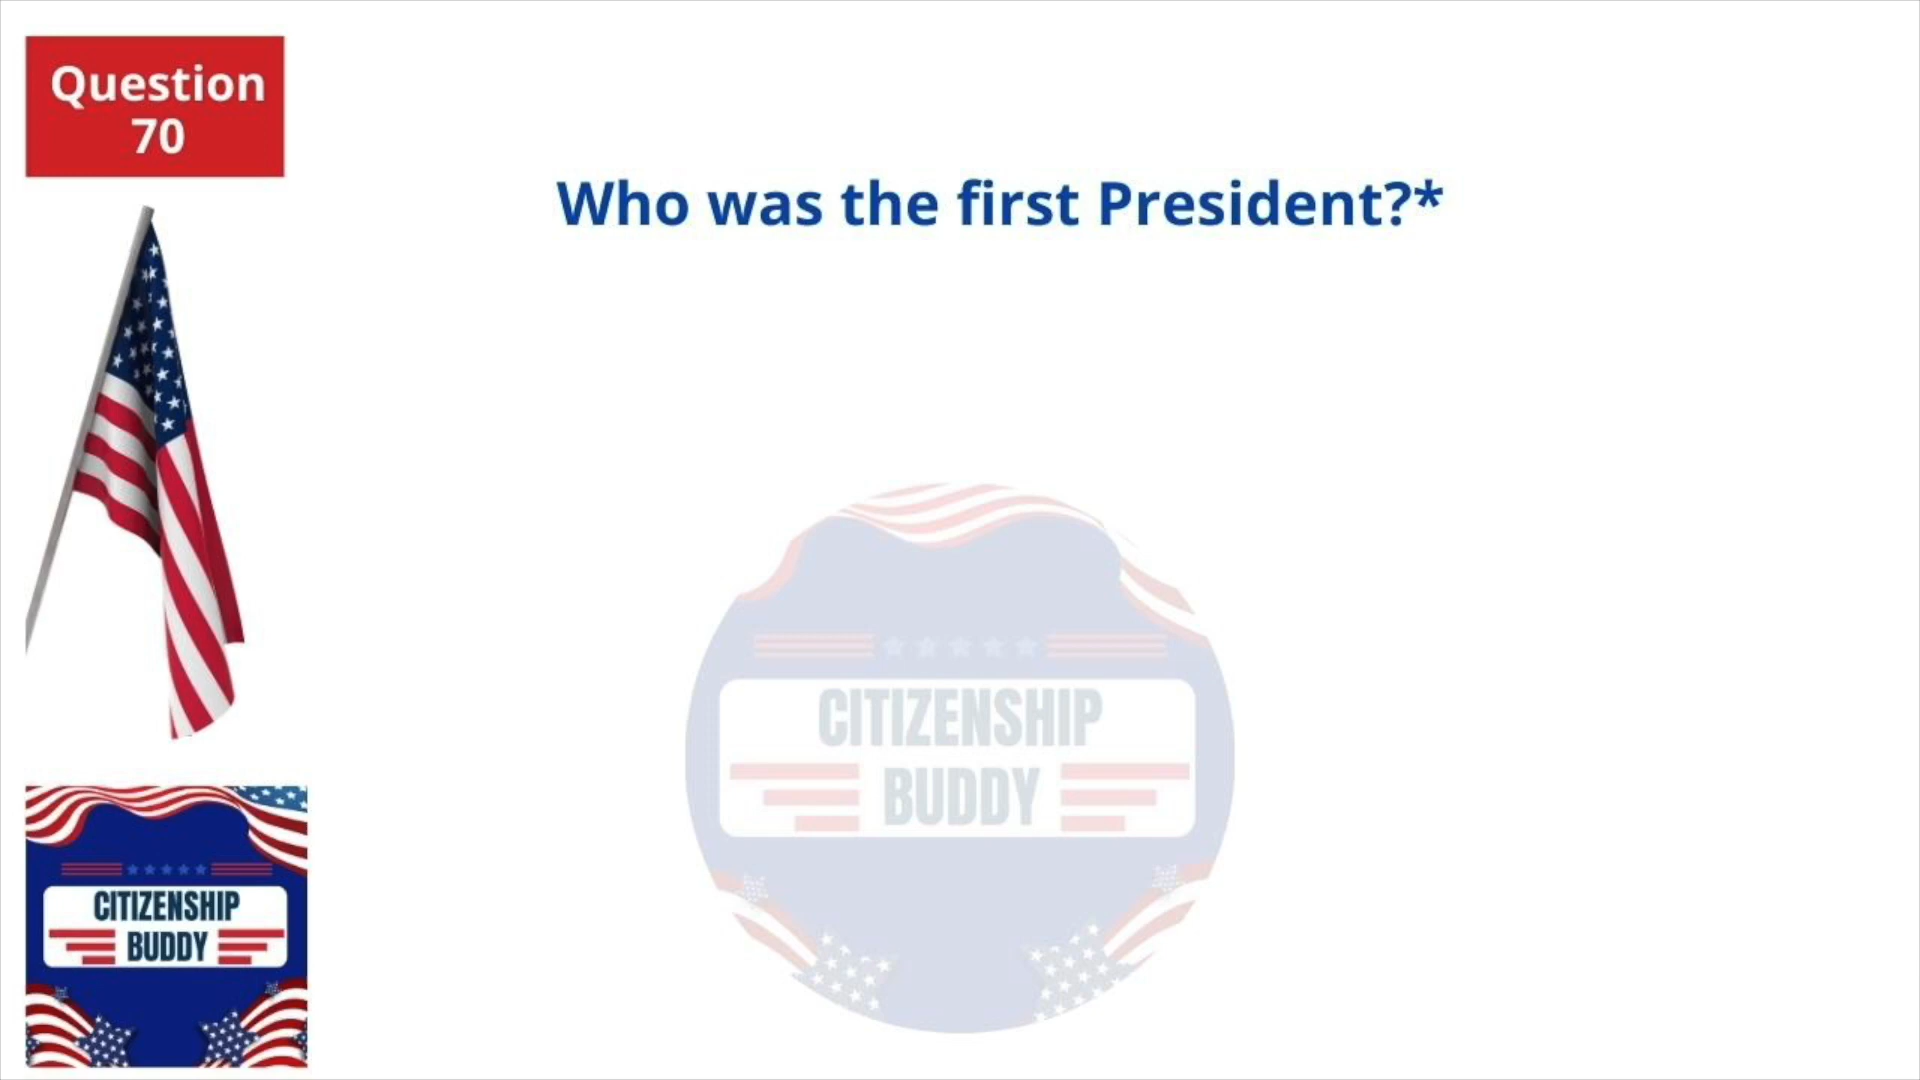 Question
70
Who was the first President?*
CITIZENSHIP
BUDDY
CITIZENSHIP
BUDDY